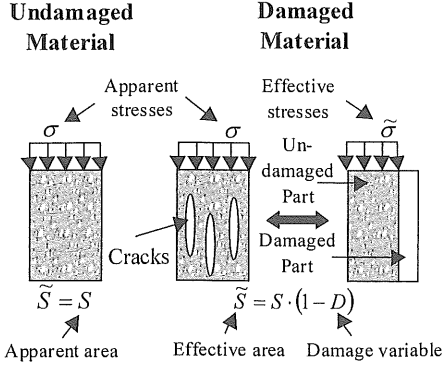 Undamaged
Material
Damaged
Material
Apparent
stresses
Effective
stresses
σ
σ
σ̃
Un-
damaged
Part
Cracks
Damaged
Part
S̃ = S
S̃ = S·(1−D)
Apparent area
Effective area
Damage variable